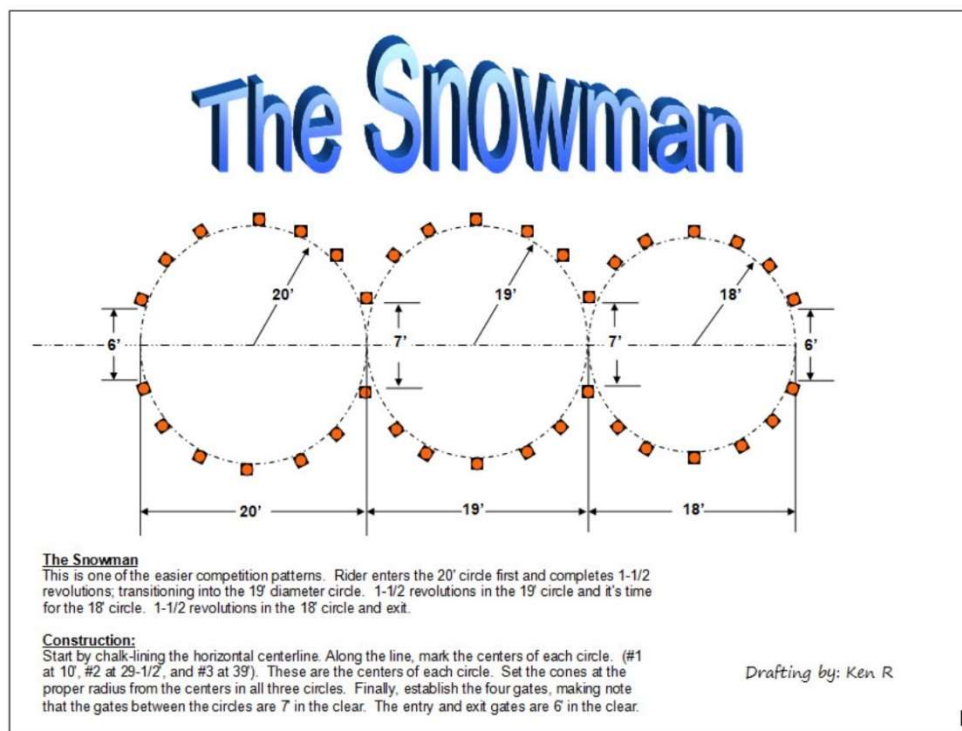 The Snowman
20'
19'
18'
6'
7'
7'
6'
20'
19'
18'
The Snowman
This is one of the easier competition patterns. Rider enters the 20' circle first and completes 1-1/2
revolutions; transitioning into the 19' diameter circle. 1-1/2 revolutions in the 19' circle and it's time
for the 18' circle. 1-1/2 revolutions in the 18' circle and exit.
Construction:
Start by chalk-lining the horizontal centerline. Along the line, mark the centers of each circle. (#1
at 10', #2 at 29-1/2', and #3 at 39'). These are the centers of each circle. Set the cones at the
proper radius from the centers in all three circles. Finally, establish the four gates, making note
that the gates between the circles are 7' in the clear. The entry and exit gates are 6' in the clear.
Drafting by: Ken R